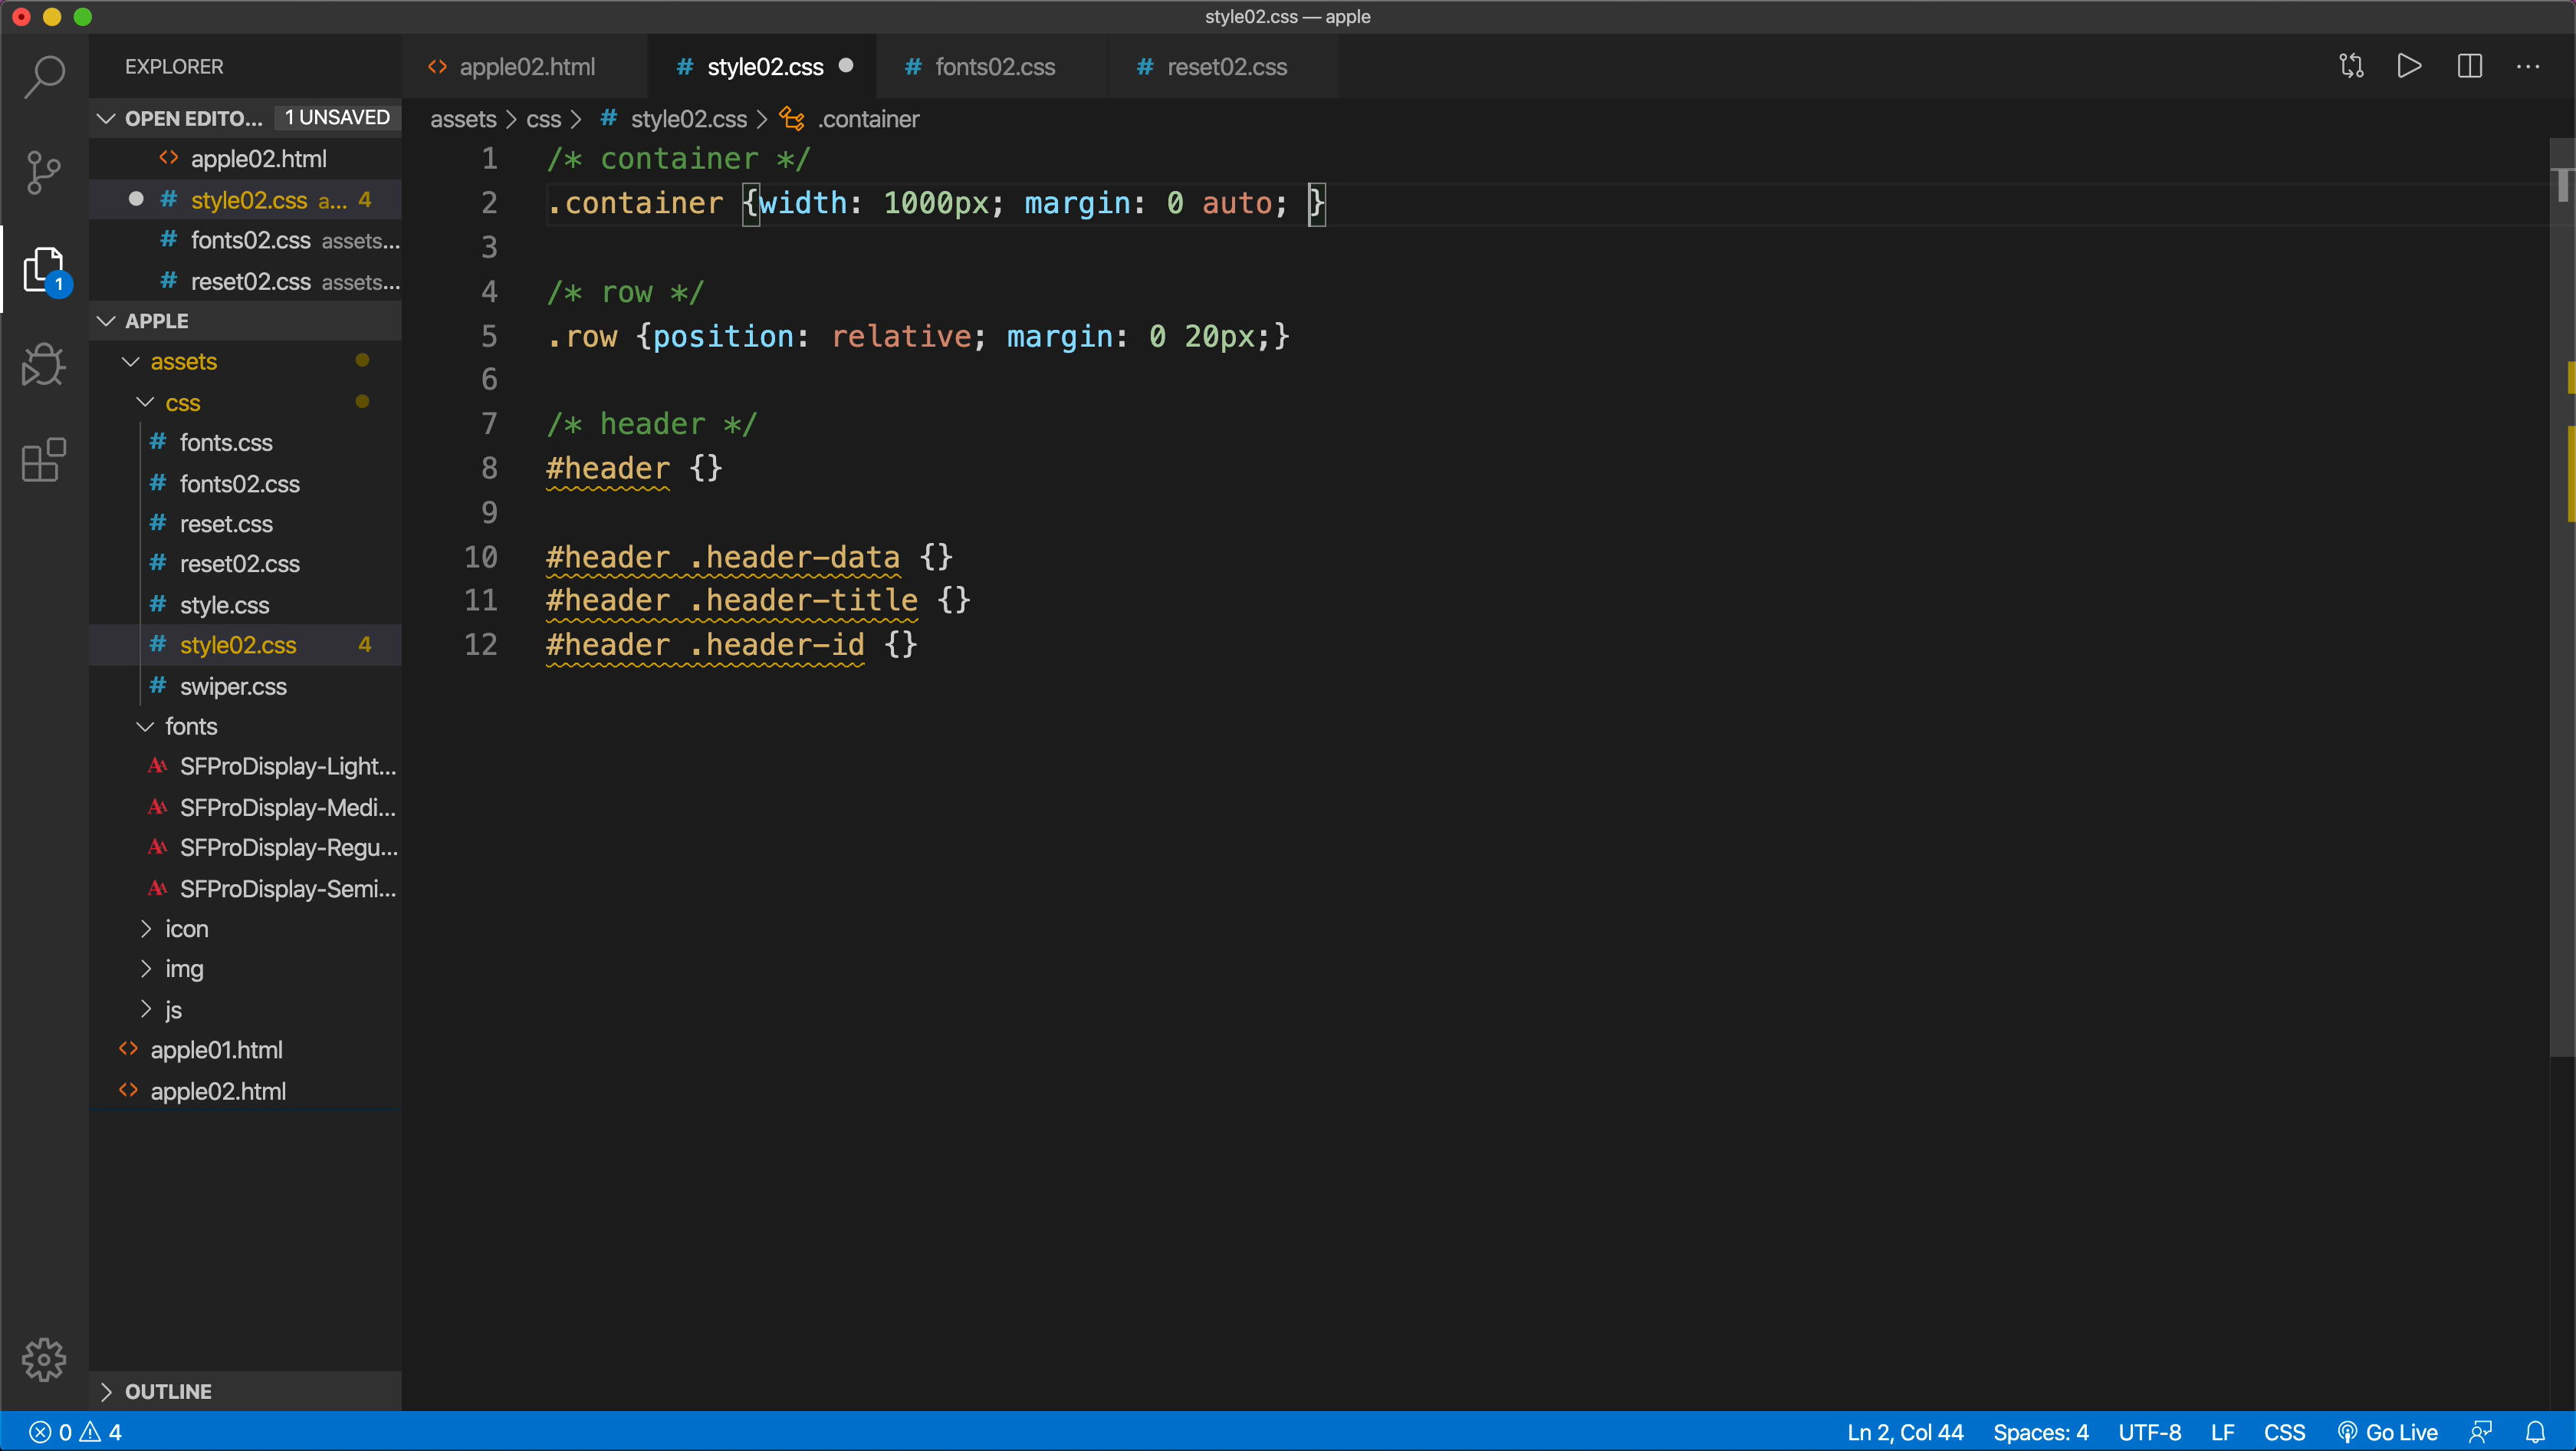 style02.css — apple
EXPLORER
OPEN EDITO... 1 UNSAVED
apple02.html
style02.css a... 4
fonts02.css assets...
reset02.css assets...
APPLE
assets
css
fonts.css
fonts02.css
reset.css
reset02.css
style.css
style02.css 4
swiper.css
fonts
SFProDisplay-Light...
SFProDisplay-Medi...
SFProDisplay-Regu...
SFProDisplay-Semi...
icon
img
js
apple01.html
apple02.html
OUTLINE
1
apple02.html # style02.css # fonts02.css # reset02.css
assets > css > # style02.css > .container
1 /* container */
2 .container {width: 1000px; margin: 0 auto; }
3
4 /* row */
5 .row {position: relative; margin: 0 20px;}
6
7 /* header */
8 #header {}
9
10 #header .header-data {}
11 #header .header-title {}
12 #header .header-id {}
0 4 Ln 2, Col 44 Spaces: 4 UTF-8 LF CSS Go Live